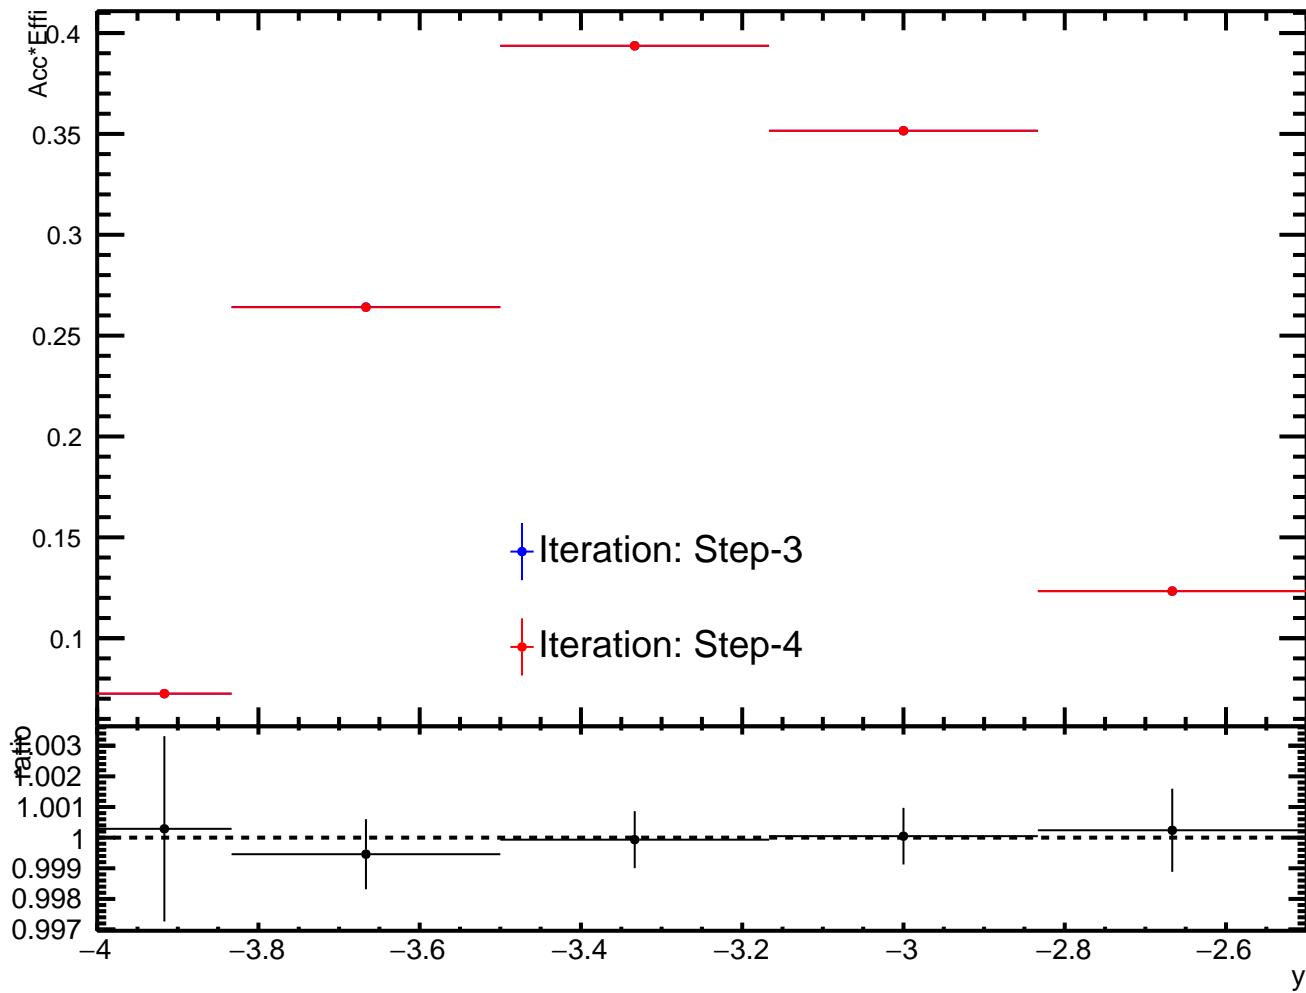 Acc*Effi
0.4
0.35
0.3
0.25
0.2
0.15
0.1
Iteration: Step-3
Iteration: Step-4
ratio
1.003
1.002
1.001
1
0.999
0.998
0.997
−4 −3.8 −3.6 −3.4 −3.2 −3 −2.8 −2.6
y